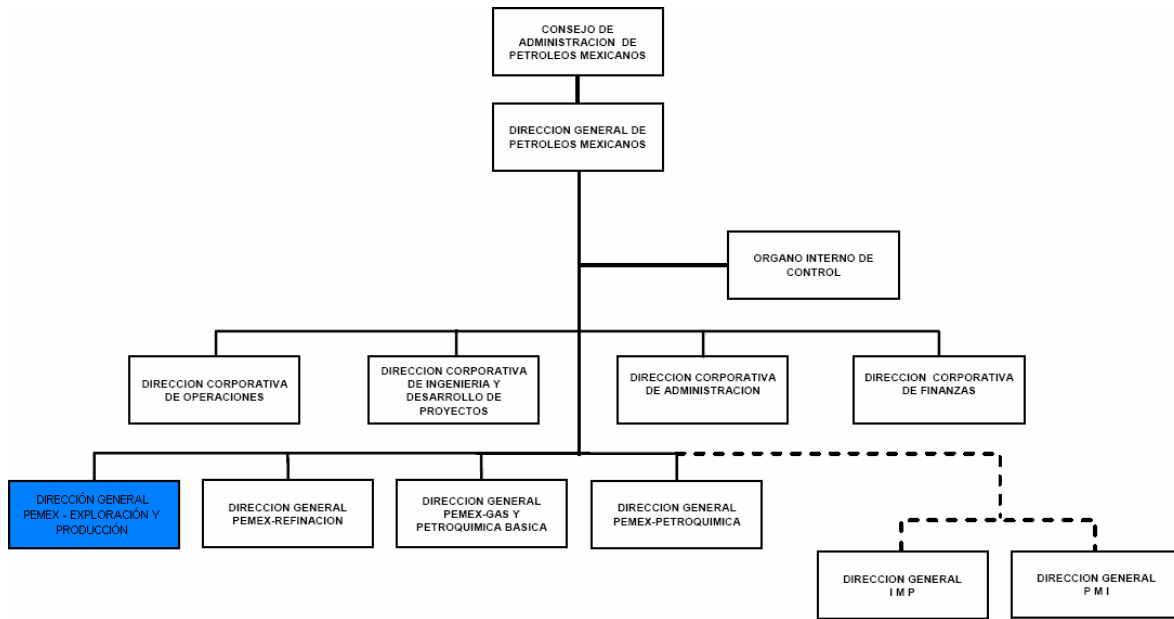 CONSEJO DE
ADMINISTRACION DE
PETROLEOS MEXICANOS
DIRECCION GENERAL DE
PETROLEOS MEXICANOS
ORGANO INTERNO DE
CONTROL
DIRECCION CORPORATIVA
DE OPERACIONES
DIRECCION CORPORATIVA
DE INGENIERIA Y
DESARROLLO DE
PROYECTOS
DIRECCION CORPORATIVA
DE ADMINISTRACION
DIRECCION CORPORATIVA
DE FINANZAS
DIRECCIÓN GENERAL
PEMEX - EXPLORACIÓN Y
PRODUCCIÓN
DIRECCION GENERAL
PEMEX-REFINACION
DIRECCION GENERAL
PEMEX-GAS Y
PETROQUIMICA BASICA
DIRECCION GENERAL
PEMEX-PETROQUIMICA
DIRECCION GENERAL
I M P
DIRECCION GENERAL
P M I